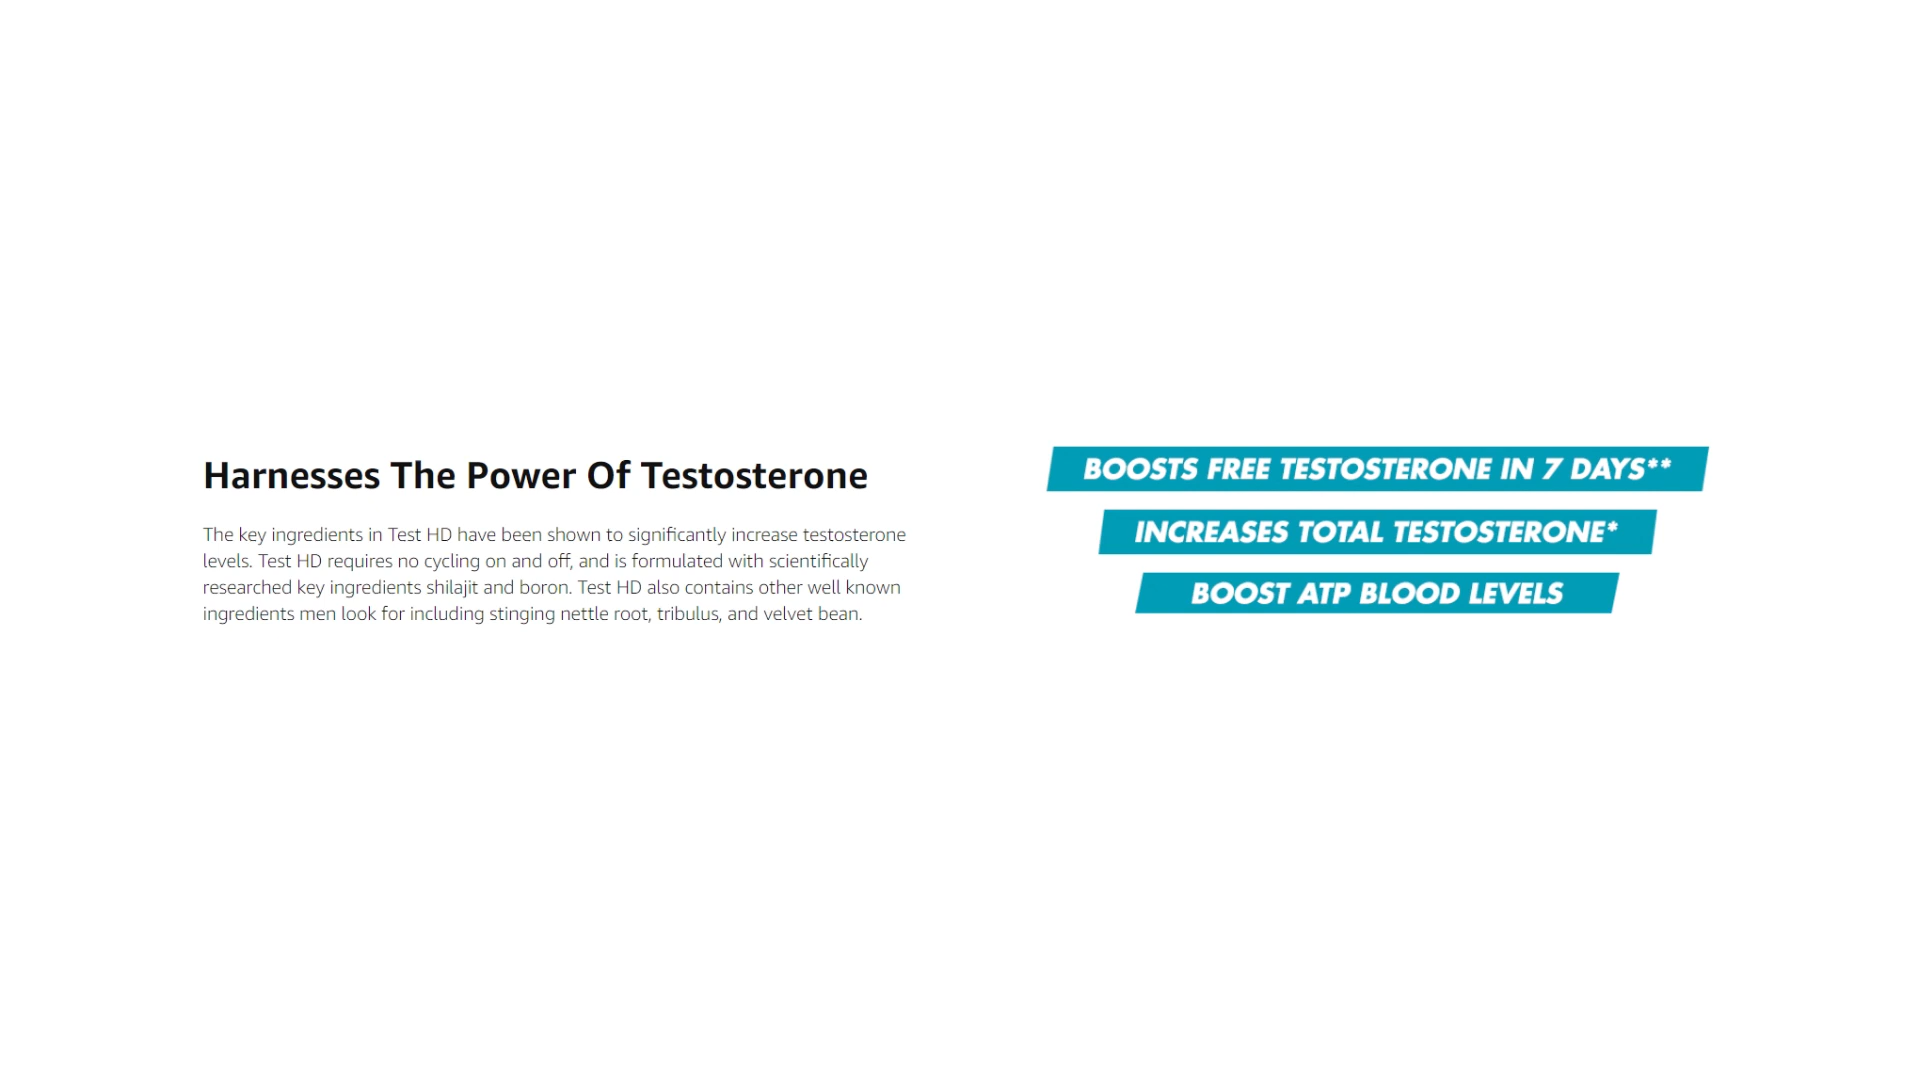 Harnesses The Power Of Testosterone
The key ingredients in Test HD have been shown to significantly increase testosterone
levels. Test HD requires no cycling on and off, and is formulated with scientifically
researched key ingredients shilajit and boron. Test HD also contains other well known
ingredients men look for including stinging nettle root, tribulus, and velvet bean.
BOOSTS FREE TESTOSTERONE IN 7 DAYS**
INCREASES TOTAL TESTOSTERONE*
BOOST ATP BLOOD LEVELS